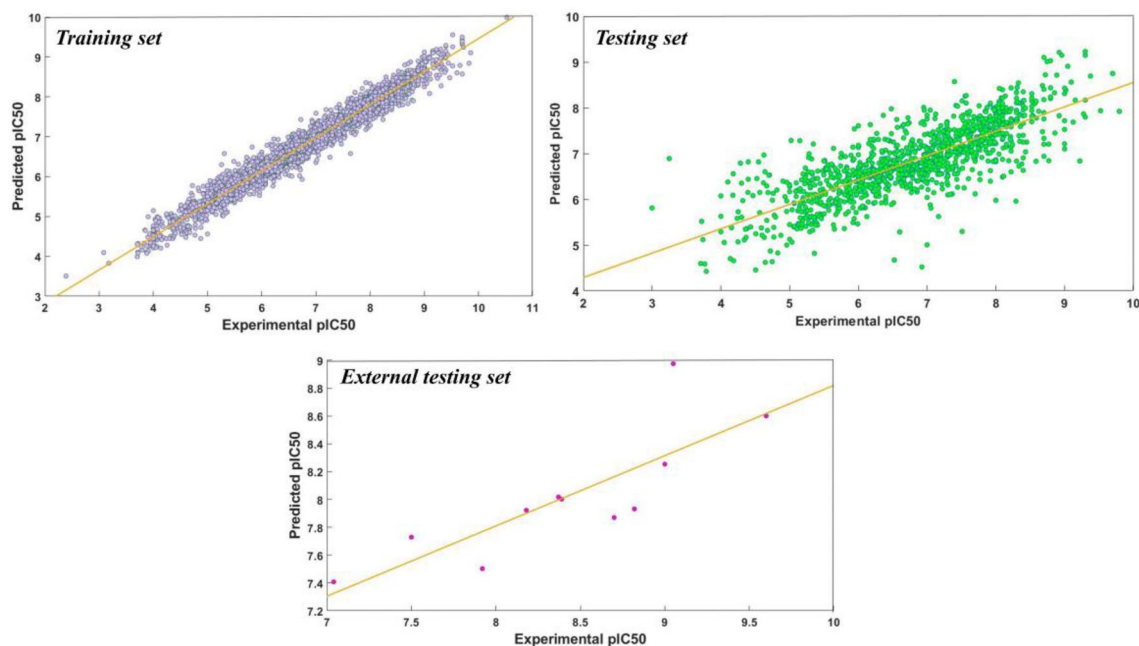 Training set
Predicted pIC50
10
9
8
7
6
5
4
3
2 3 4 5 6 7 8 9 10 11
Experimental pIC50
Testing set
Predicted pIC50
10
9
8
7
6
5
4
2 3 4 5 6 7 8 9 10
Experimental pIC50
External testing set
Predicted pIC50
9
8.8
8.6
8.4
8.2
8
7.8
7.6
7.4
7.2
7 7.5 8 8.5 9 9.5 10
Experimental pIC50